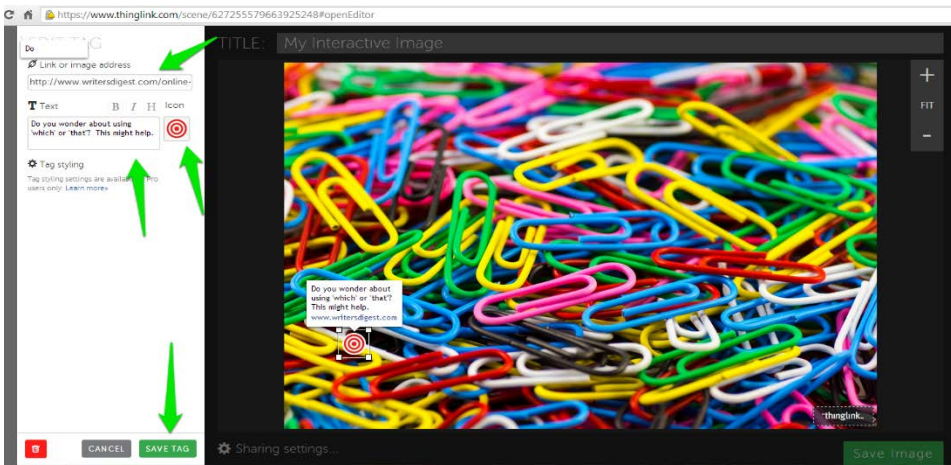 https://www.thinglink.com/scene/627255579663925248#openEditor
EDIT TAG
Do
Link or image address
http://www.writersdigest.com/online-
Text B I H Icon
Do you wonder about using
'which' or 'that'? This might help.
Tag styling
Tag styling settings are Pro
users only. Learn more»
CANCEL
SAVE TAG
TITLE: My Interactive Image
+
FIT
-
Do you wonder about
using 'which' or 'that'?
This might help.
www.writersdigest.com
thinglink..
Sharing settings...
Save Image